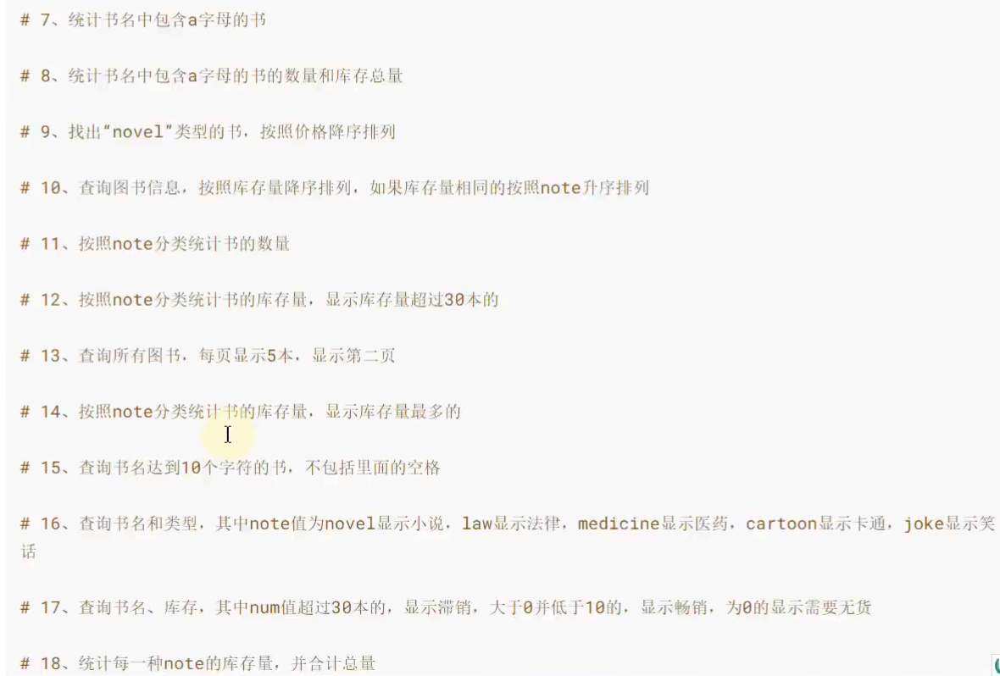 # 7、统计书名中包含a字母的书
# 8、统计书名中包含a字母的书的数量和库存总量
# 9、找出“novel”类型的书，按照价格降序排列
# 10、查询图书信息，按照库存量降序排列，如果库存量相同的按照note升序排列
# 11、按照note分类统计书的数量
# 12、按照note分类统计书的库存量，显示库存量超过30本的
# 13、查询所有图书，每页显示5本，显示第二页
# 14、按照note分类统计书的库存量，显示库存量最多的
# 15、查询书名达到10个字符的书，不包括里面的空格
# 16、查询书名和类型，其中note值为novel显示小说，law显示法律，medicine显示医药，cartoon显示卡通，joke显示笑
话
# 17、查询书名、库存，其中num值超过30本的，显示滞销，大于0并低于10的，显示畅销，为0的显示需要无货
# 18、统计每一种note的库存量，并合计总量